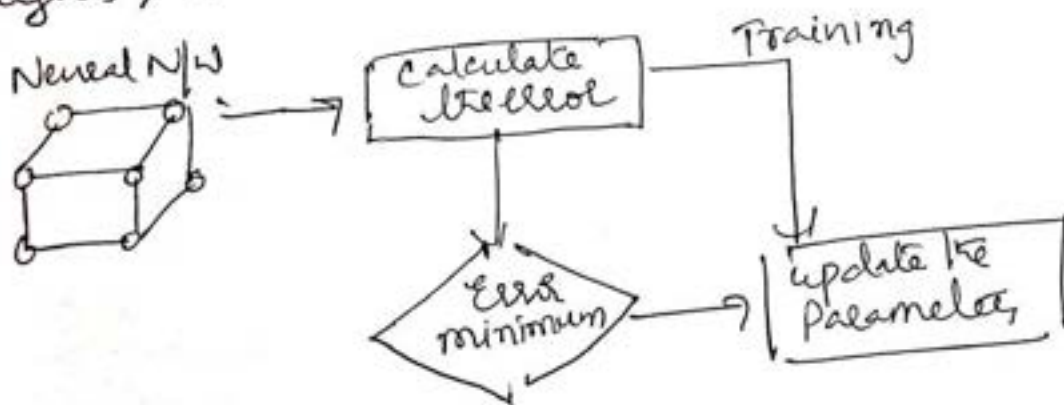 Neural N/W
Calculate
the error
Training
Error
minimum
update the
Parameters